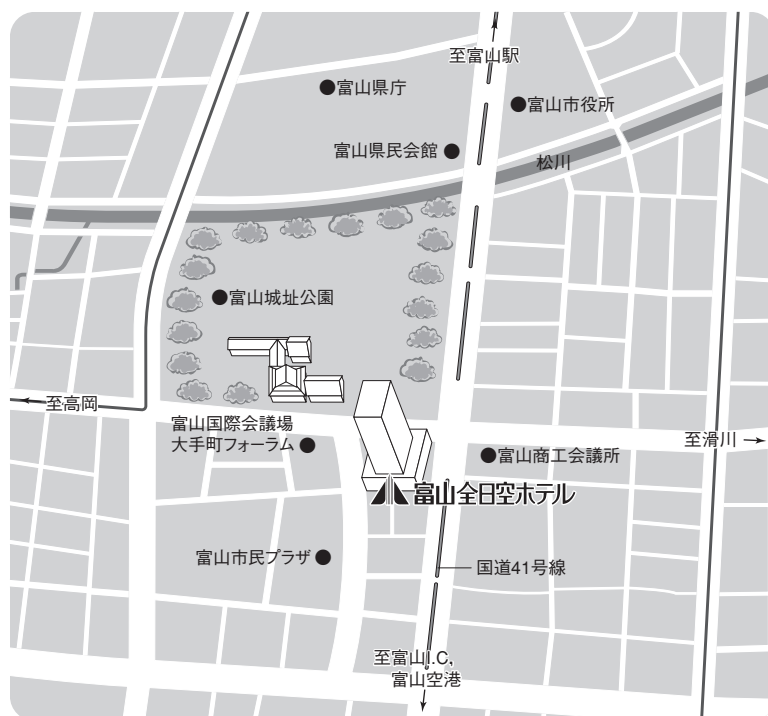 至富山駅
富山県庁
富山市役所
富山県民会館
松川
富山城址公園
至高岡
富山国際会議場
大手町フォーラム
至滑川
富山商工会議所
富山全日空ホテル
富山市民プラザ
国道41号線
至富山I.C,
富山空港